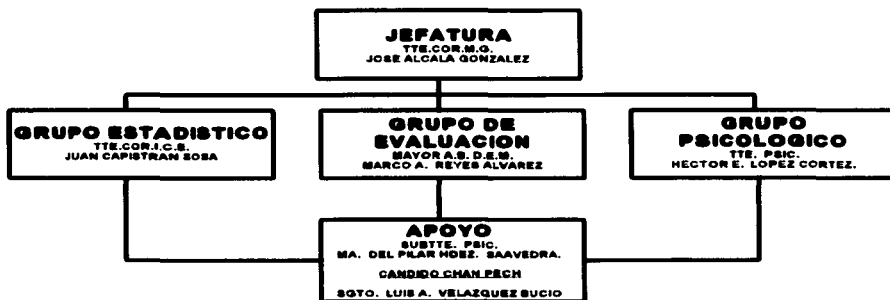 JEFATURA
TTE.COR.M.G.
JOSE ALCALA GONZALEZ
GRUPO ESTADISTICO
TTE.COR.I.C.E.
JUAN CAPISTRAN SOSA
GRUPO DE
EVALUACION
MAYOR A.B. D.E.M.
MARCO A. REYES ALVAREZ
GRUPO
PSICOLOGICO
TTE. PSIC.
HECTOR E. LOPEZ CORTEZ.
APOYO
SUBTTE. PSIC.
MA. DEL PILAR HDEZ. SAAVEDRA.
CANDIDO CHAN PECH
SGTO. LUIS A. VELAZQUEZ BUCIO